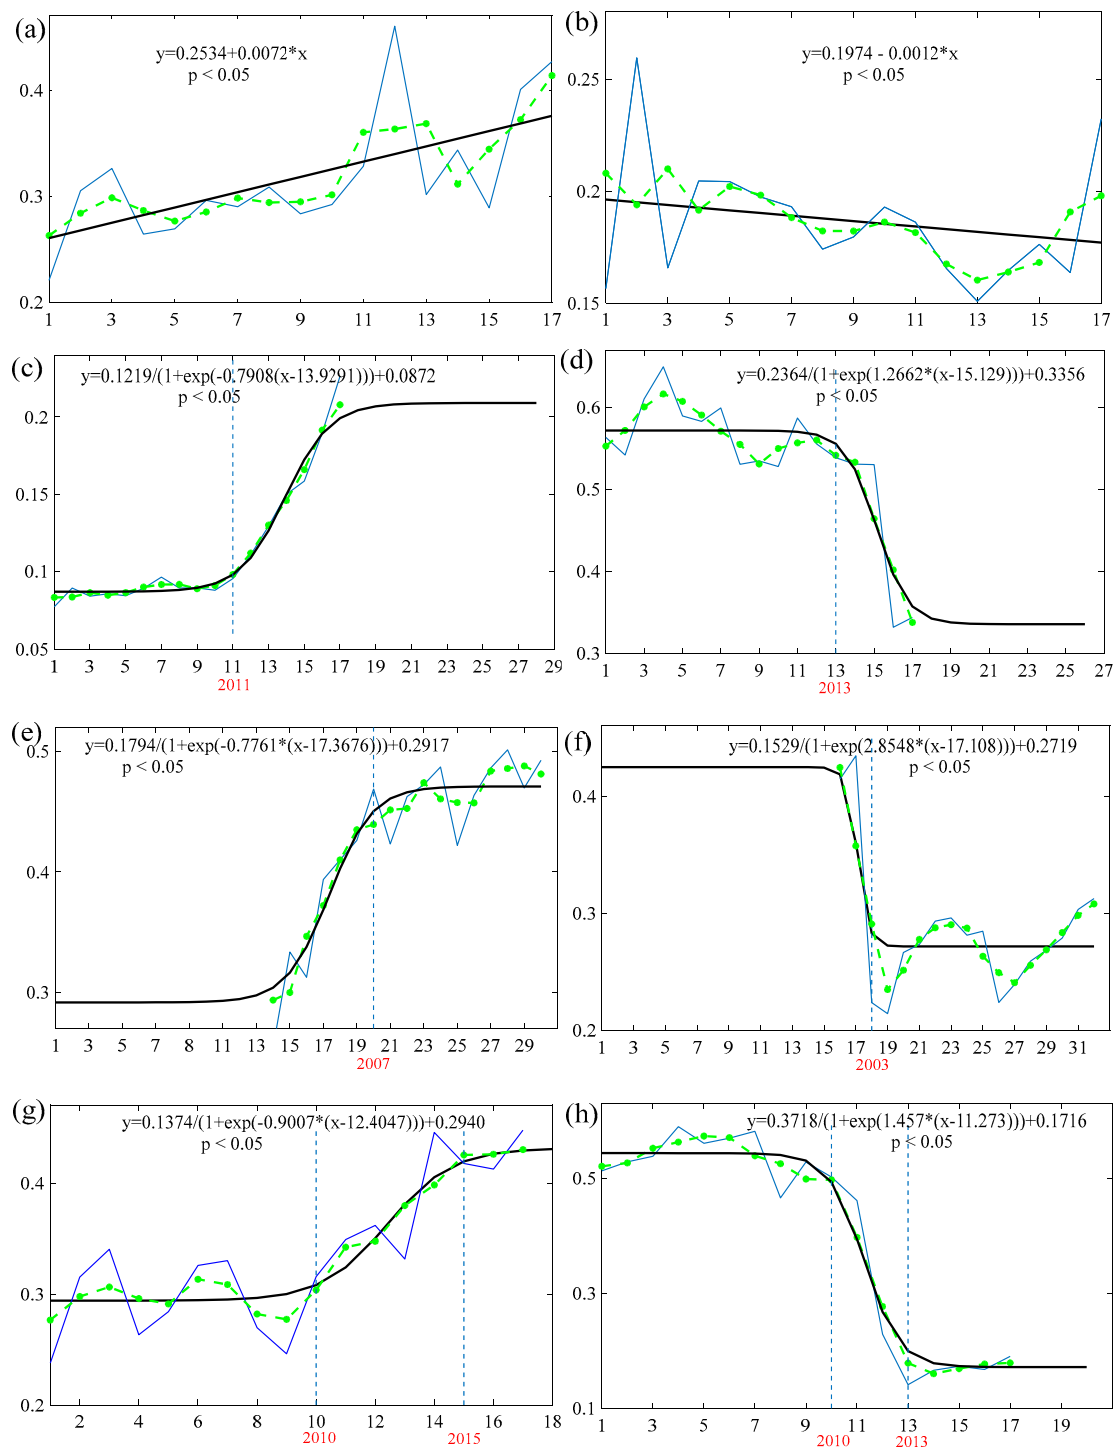 (a)
y=0.2534+0.0072*x
p < 0.05
0.4
0.3
0.2
1 3 5 7 9 11 13 15 17
(b)
y=0.1974 - 0.0012*x
p < 0.05
0.25
0.2
0.15
1 3 5 7 9 11 13 15 17
(c)
y=0.1219/(1+exp(-0.7908(x-13.9291)))+0.0872
p < 0.05
0.2
0.15
0.1
0.05
1 3 5 7 9 11 13 15 17 19 21 23 25 27 29
2011
(d)
y=0.2364/(1+exp(1.2662*(x-15.129)))+0.3356
p < 0.05
0.6
0.5
0.4
0.3
1 3 5 7 9 11 13 15 17 19 21 23 25 27
2013
(e)
y=0.1794/(1+exp(-0.7761*(x-17.3676)))+0.2917
p < 0.05
0.5
0.4
0.3
1 3 5 7 9 11 13 15 17 19 21 23 25 27 29
2007
(f)
y=0.1529/(1+exp(2.8548*(x-17.108)))+0.2719
p < 0.05
0.4
0.3
0.2
1 3 5 7 9 11 13 15 17 19 21 23 25 27 29 31
2003
(g)
y=0.1374/(1+exp(-0.9007*(x-12.4047)))+0.2940
p < 0.05
0.4
0.3
0.2
2 4 6 8 10 12 14 16 18
2010 2015
(h)
y=0.3718/(1+exp(1.457*(x-11.273)))+0.1716
p < 0.05
0.5
0.3
0.1
1 3 5 7 9 11 13 15 17 19
2010 2013